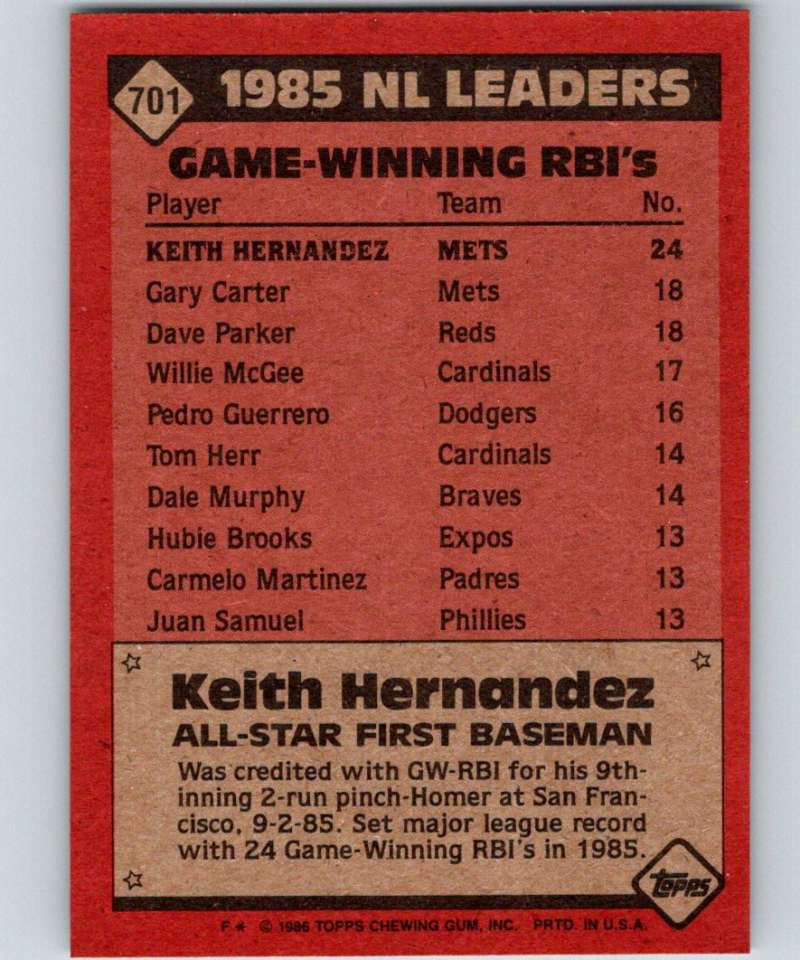 701 1985 NL LEADERS
GAME-WINNING RBI's
Player Team No.
KEITH HERNANDEZ METS 24
Gary Carter Mets 18
Dave Parker Reds 18
Willie McGee Cardinals 17
Pedro Guerrero Dodgers 16
Tom Herr Cardinals 14
Dale Murphy Braves 14
Hubie Brooks Expos 13
Carmelo Martinez Padres 13
Juan Samuel Phillies 13
Keith Hernandez
ALL-STAR FIRST BASEMAN
Was credited with GW-RBI for his 9th-
inning 2-run pinch-Homer at San Fran-
cisco, 9-2-85. Set major league record
with 24 Game-Winning RBI's in 1985.
topps
F * © 1986 TOPPS CHEWING GUM, INC. PRTD. IN U.S.A.